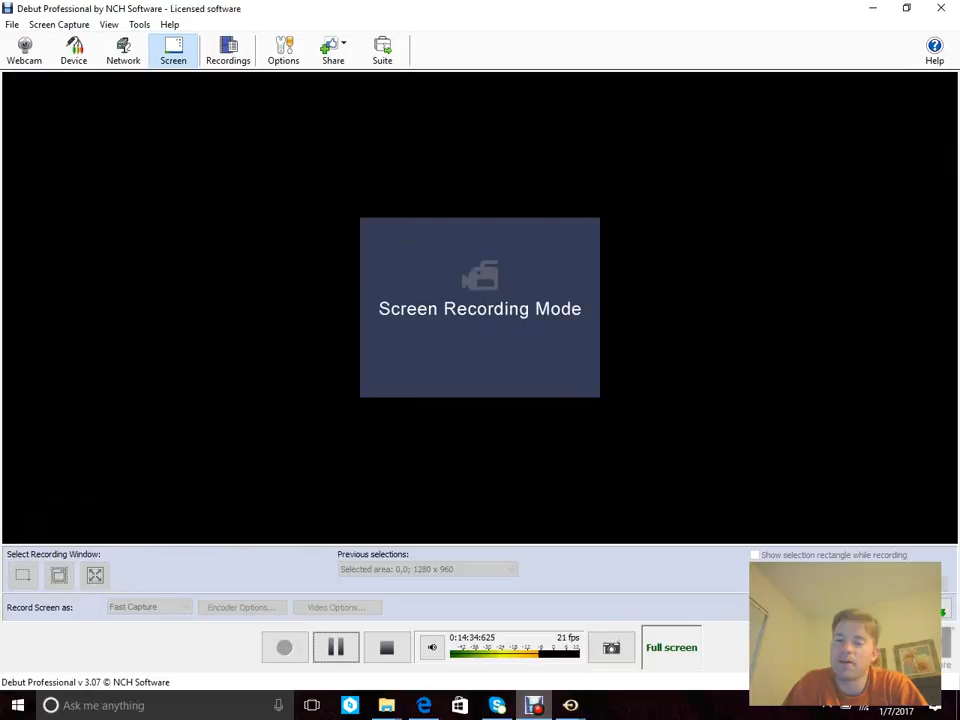 Debut Professional by NCH Software - Licensed software
File Screen Capture View Tools Help
Webcam Device Network Screen Recordings Options Share Suite Help
Screen Recording Mode
Select Recording Window: Previous selections: Show selection rectangle while recording
Selected area: 0,0; 1280 x 960
Record Screen as: Fast Capture Encoder Options... Video Options...
0:14:34:625 21 fps
Full screen
Debut Professional v 3.07 © NCH Software
Ask me anything
1/7/2017